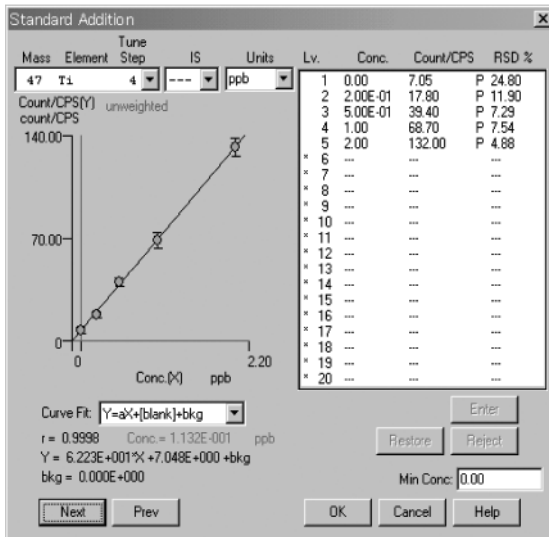 Standard Addition
Mass Element Tune Step IS Units
47 Ti 4 --- ppb
Count/CPS(Y) unweighted
count/CPS
140.00
70.00
0
0 2.20
Conc.(X) ppb
Curve Fit: Y=aX+[blank]+bkg
r = 0.9998 Conc.= 1.132E-001 ppb
Y = 6.223E+001*X +7.048E+000 +bkg
bkg = 0.000E+000
Next Prev
Lv. Conc. Count/CPS RSD %
1 0.00 7.05 P 24.80
2 2.00E-01 17.80 P 11.90
3 5.00E-01 39.40 P 7.29
4 1.00 68.70 P 7.54
5 2.00 132.00 P 4.88
× 6 --- --- ---
× 7 --- --- ---
× 8 --- --- ---
× 9 --- --- ---
× 10 --- --- ---
× 11 --- --- ---
× 12 --- --- ---
× 13 --- --- ---
× 14 --- --- ---
× 15 --- --- ---
× 16 --- --- ---
× 17 --- --- ---
× 18 --- --- ---
× 19 --- --- ---
× 20 --- --- ---
Enter
Restore Reject
Min Conc: 0.00
OK Cancel Help